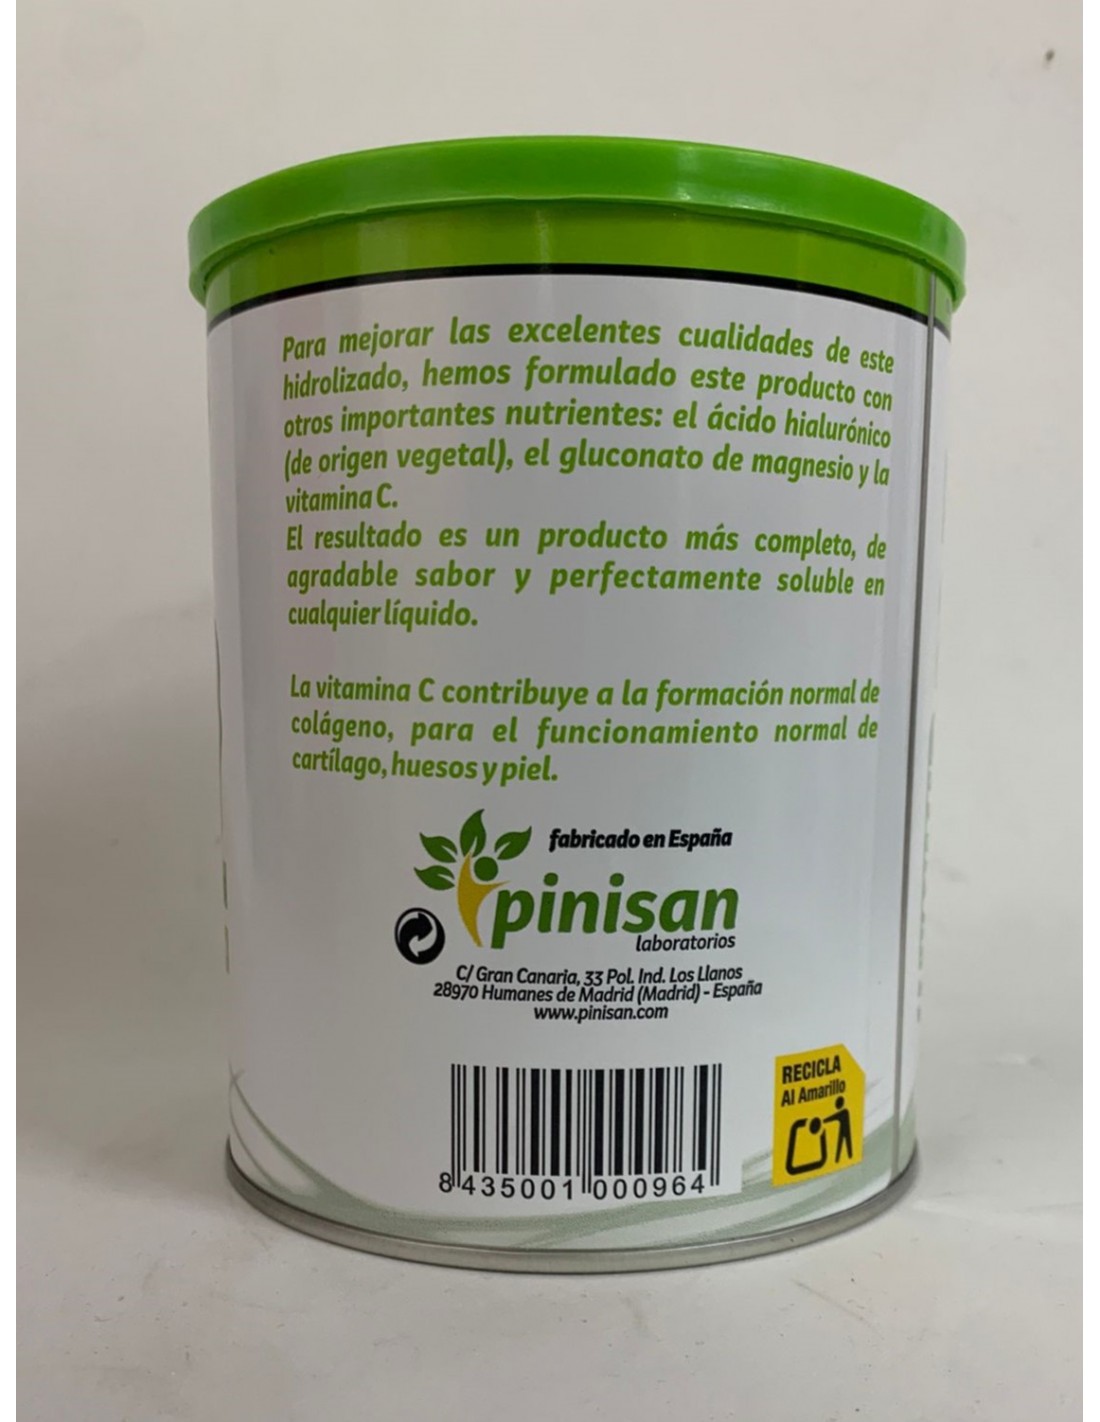 Para mejorar las excelentes cualidades de este
hidrolizado, hemos formulado este producto con
otros importantes nutrientes: el ácido hialurónico
(de origen vegetal), el gluconato de magnesio y la
vitamina C.
El resultado es un producto más completo, de
agradable sabor y perfectamente soluble en
cualquier líquido.
La vitamina C contribuye a la formación normal de
colágeno, para el funcionamiento normal de
cartílago, huesos y piel.
fabricado en España
pinisan
laboratorios
C/ Gran Canaria, 33 Pol. Ind. Los Llanos
28970 Humanes de Madrid (Madrid) - España
www.pinisan.com
RECICLA
Al Amarillo
8 435001 000964